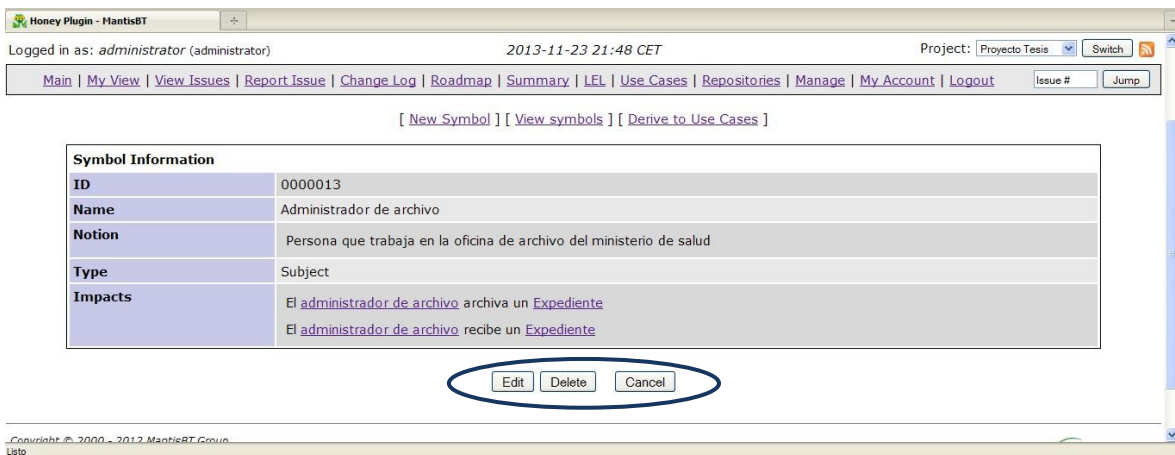 Honey Plugin - MantisBT
Logged in as: administrator (administrator) 2013-11-23 21:48 CET Project: Proyecto Tesis Switch
Main | My View | View Issues | Report Issue | Change Log | Roadmap | Summary | LEL | Use Cases | Repositories | Manage | My Account | Logout Issue # Jump
[ New Symbol ] [ View symbols ] [ Derive to Use Cases ]
Symbol Information
ID 0000013
Name Administrador de archivo
Notion Persona que trabaja en la oficina de archivo del ministerio de salud
Type Subject
Impacts El administrador de archivo archiva un Expediente
El administrador de archivo recibe un Expediente
Edit Delete Cancel
Copyright © 2000 - 2012 MantisBT Group
Listo